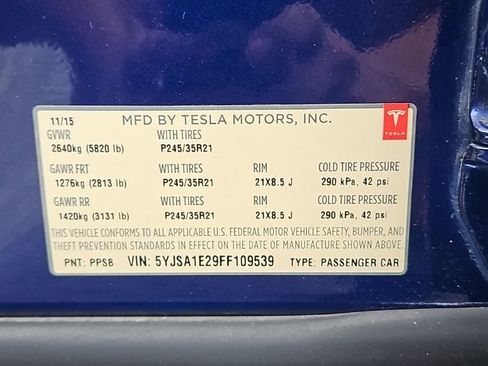 11/15 MFD BY TESLA MOTORS, INC.
GVWR WITH TIRES
2640kg (5820 lb) P245/35R21
TESLA
GAWR FRT WITH TIRES RIM COLD TIRE PRESSURE
1276kg (2813 lb) P245/35R21 21X8.5 J 290 kPa, 42 psi
GAWR RR WITH TIRES RIM COLD TIRE PRESSURE
1420kg (3131 lb) P245/35R21 21X8.5 J 290 kPa, 42 psi
THIS VEHICLE CONFORMS TO ALL APPLICABLE U.S. FEDERAL MOTOR VEHICLE SAFETY, BUMPER, AND
THEFT PREVENTION STANDARDS IN EFFECT ON THE DATE OF MANUFACTURE SHOWN ABOVE.
PNT: PPSB VIN: 5YJSA1E29FF109539 TYPE: PASSENGER CAR